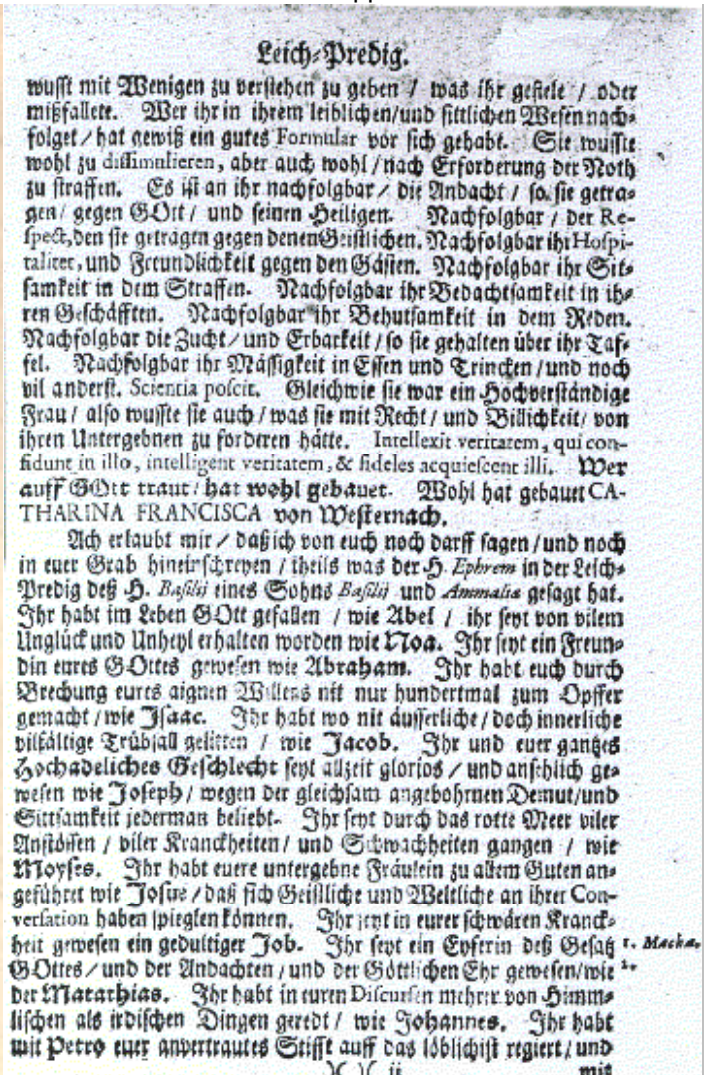 Leich-Predig.
wusst mit Wenigen zu verstehen zu geben / was ihr gefiele / oder
mißfallete. Wer ihr in ihrem leiblichen/und sittlichen Wesen nach-
folget / hat gewiß ein gutes Formular vor sich gehabt. Sie wusste
wohl zu dissimulieren, aber auch wohl / nach Erforderung der Noth
zu straffen. Es ist an ihr nachfolgbar / die Andacht / so sie getra-
gen / gegen GOtt / und seinen Heiligen. Nachfolgbar / der Re-
spect, den sie getragen gegen denen Geistlichen. Nachfolgbar ihr Hospi-
talitet, und Freundlichkeit gegen den Gästen. Nachfolgbar ihr Sit-
samkeit in dem Straffen. Nachfolgbar ihr Bedachtsamkeit in ih-
ren Geschäfften. Nachfolgbar ihr Behutsamkeit in dem Reden.
Nachfolgbar die Zucht / und Erbarkeit / so sie gehalten über ihr Taf-
fel. Nachfolgbar ihr Mässigkeit in Essen und Trincken / und noch
vil anderst. Scientia poscit. Gleichwie sie war ein Hochverständige
Frau / also wusste sie auch / was sie mit Recht / und Billichkeit / von
ihren Untergebnen zu forderen hätte. Intellexit veritatem, qui con-
fidunt in illo, intelligent veritatem, & fideles acquiescent illi. Wer
auff GOtt traut / hat wohl gebauet. Wohl hat gebauet CA-
THARINA FRANCISCA von Westernach.
Ach erlaubt mir / daß ich von euch noch darff sagen / und noch
in euer Grab hineinschreyen / theils was der H. Ephrem in der Leich-
Predig deß H. Basilij eines Sohns Basilij und Ammaliæ gesagt hat.
Ihr habt im Leben GOtt gefallen / wie Abel / ihr seyt von vilem
Unglück und Unheyl erhalten worden wie Noa. Ihr seyt ein Freun-
din eures GOttes gewesen wie Abraham. Ihr habt euch durch
Brechung eures aignen Willens nit nur hundertmal zum Opffer
gemacht / wie Isaac. Ihr habt wo nit äusserliche / doch innerliche
vilfältige Trübsall gelitten / wie Jacob. Ihr und euer gantzes
Hochadeliches Geschlecht seyt allzeit glorios / und ansehlich ge-
wesen wie Joseph / wegen der gleichsam angebohrnen Demut / und
Sittsamkeit jederman beliebt. Ihr seyt durch das rotte Meer viler
Anstössen / viler Kranckheiten / und Schwachheiten gangen / wie
Moyses. Ihr habt euere untergebne Fräulein zu allem Guten an-
geführet wie Josue / daß sich Geistliche und Weltliche an ihrer Con-
versation haben spieglen können. Ihr seyt in eurer schwären Kranck-
heit gewesen ein gedultiger Job. Ihr seyt ein Eyferin deß Gesatz 1. Macha.
GOttes / und der Andachten / und der Göttlichen Ehr gewesen / wie 2.
der Matathias. Ihr habt in euren Discursen mehrer von Himm-
lischen als irdischen Dingen geredt / wie Johannes. Ihr habt
mit Petro euer anvertrautes Stifft auff das löblichist regiert / und
)( )( ij mit